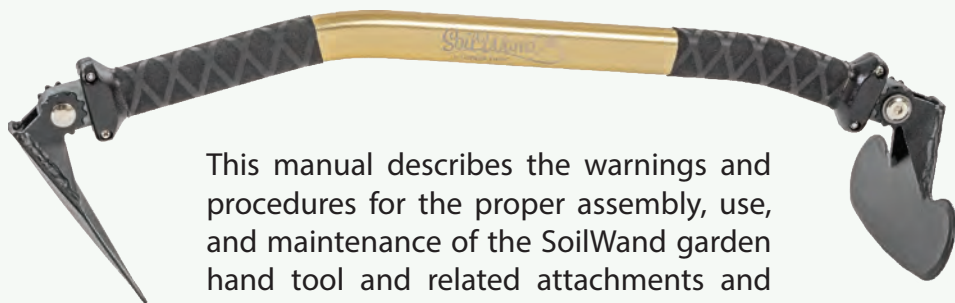 SoilWand
This manual describes the warnings and
procedures for the proper assembly, use,
and maintenance of the SoilWand garden
hand tool and related attachments and